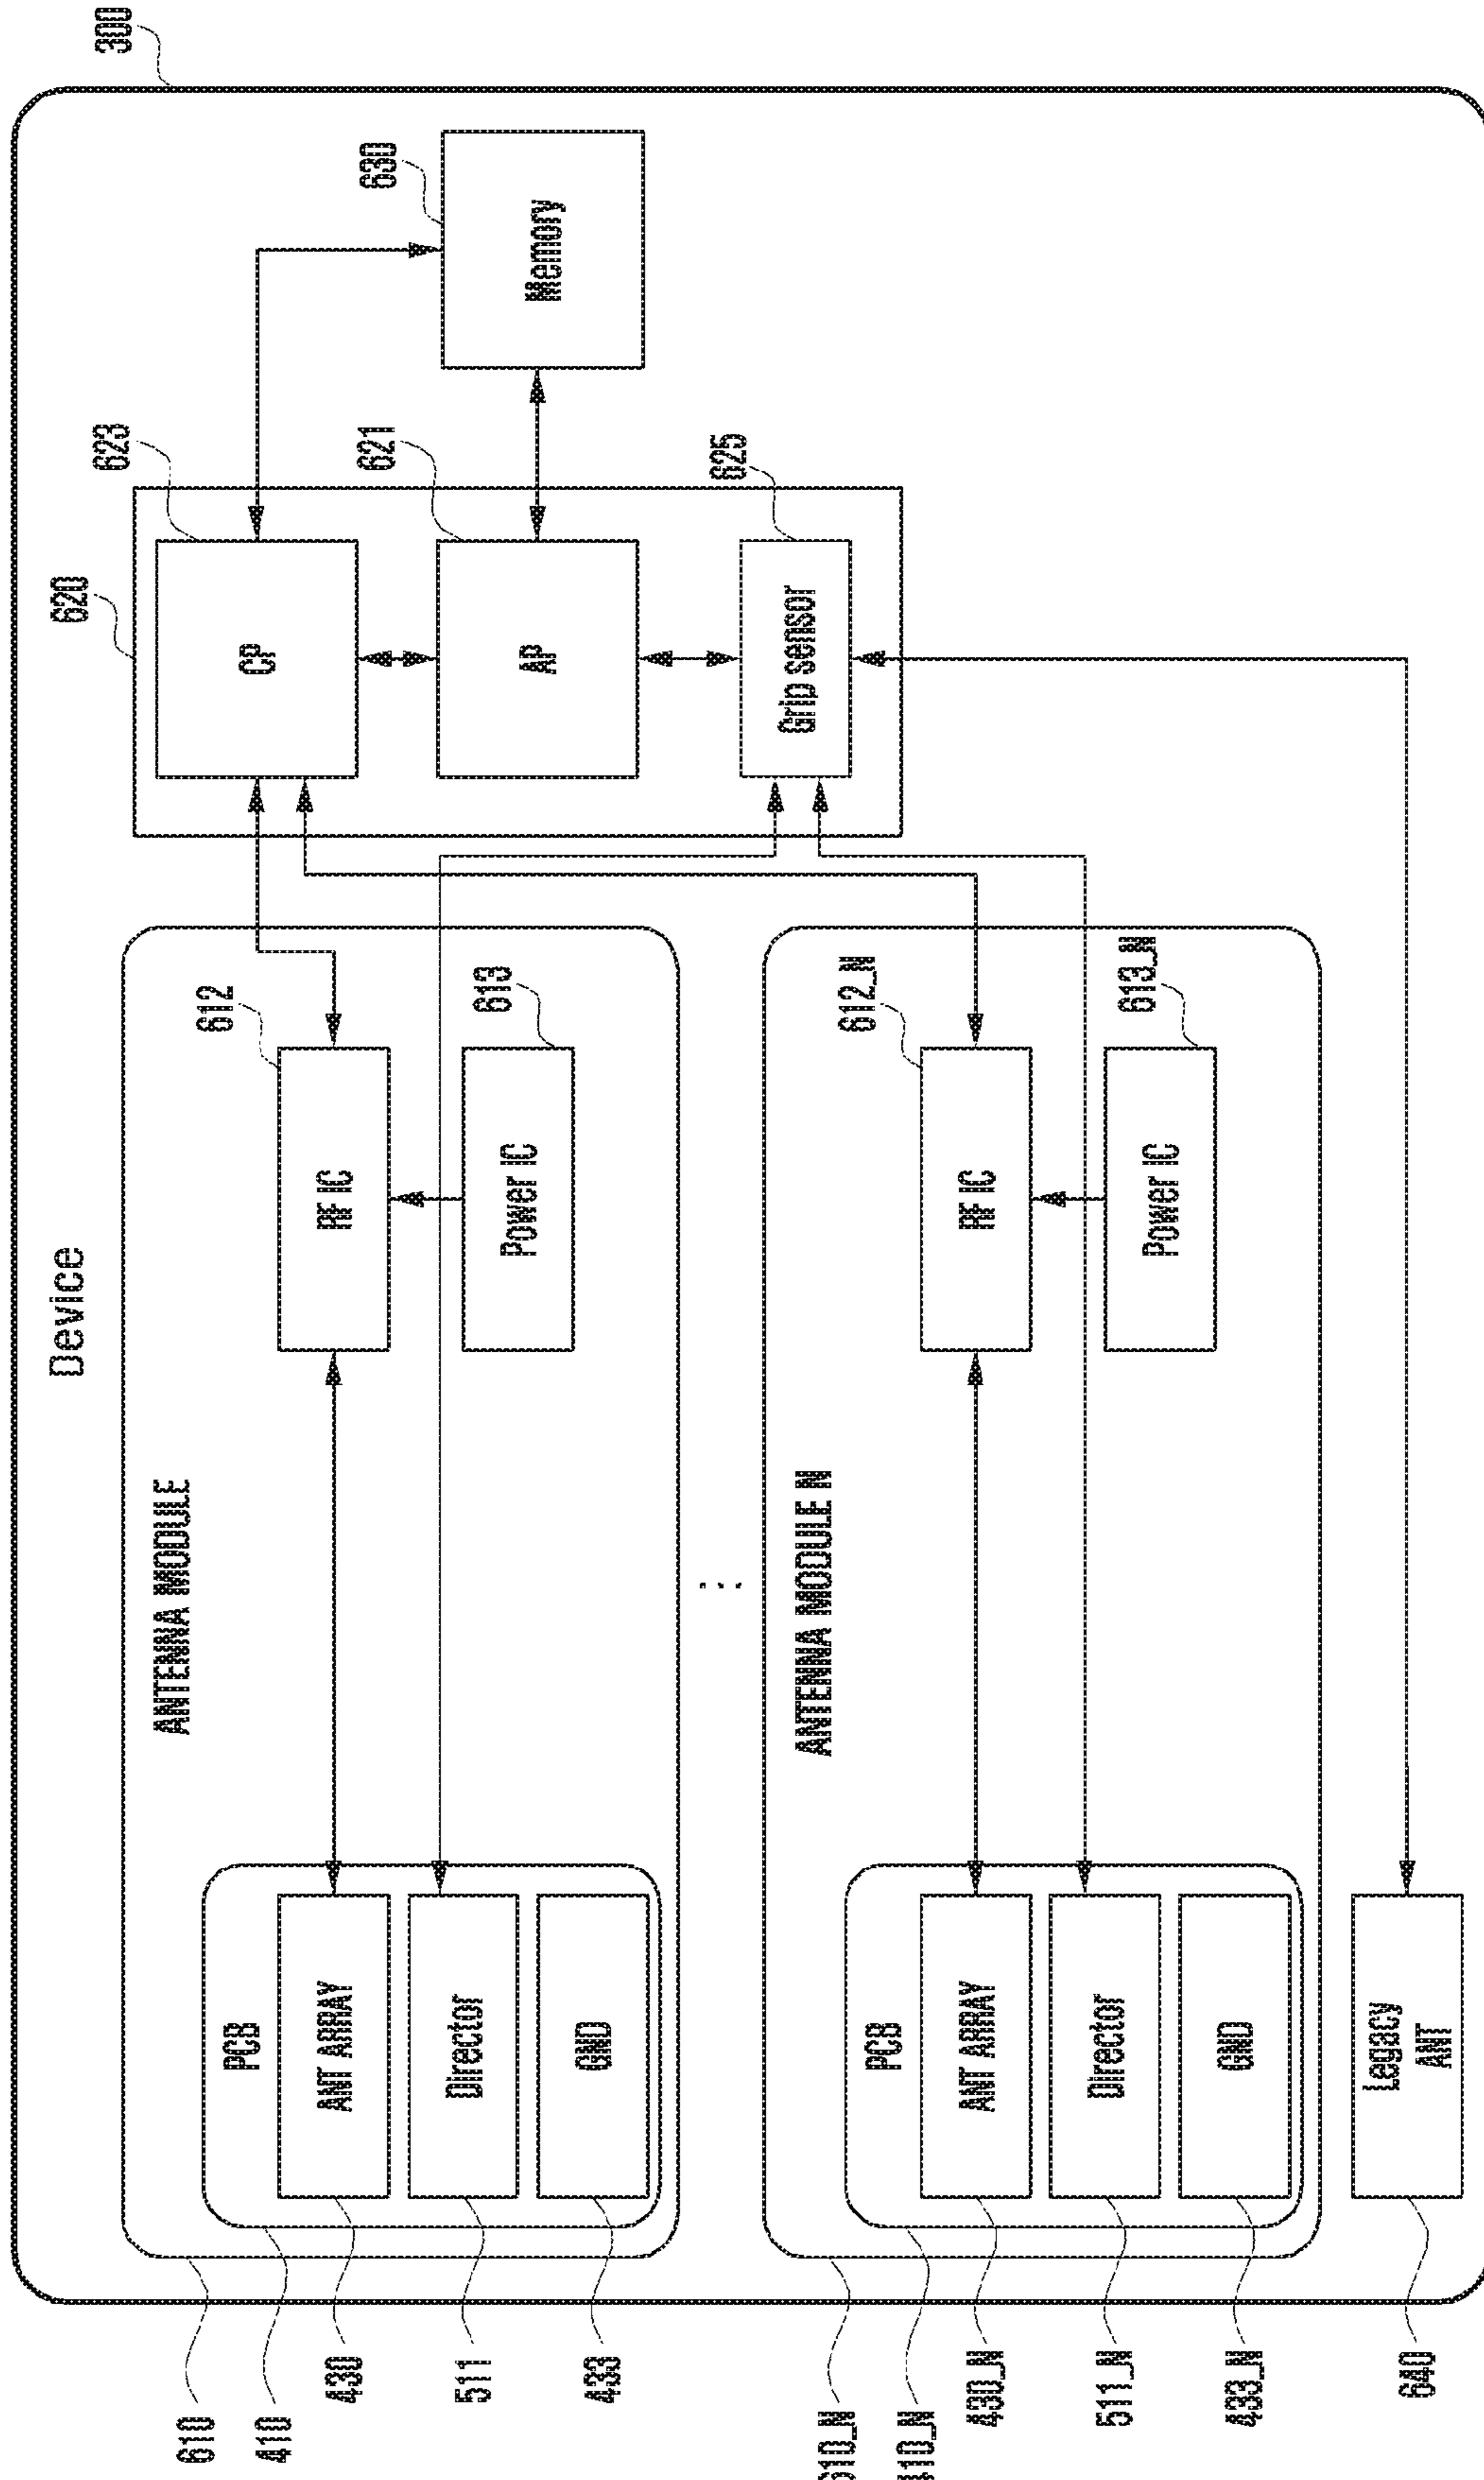 Device
300
620
623
CP
621
AP
625
Grip sensor
630
Memory
610
ANTENNA MODULE
410
PCB
430
ANT ARRAY
511
Director
433
GND
612
RF IC
613
Power IC
...
610_N
ANTENNA MODULE N
410_N
PCB
430_N
ANT ARRAY
511_N
Director
433_N
GND
612_N
RF IC
613_N
Power IC
640
Legacy
ANT